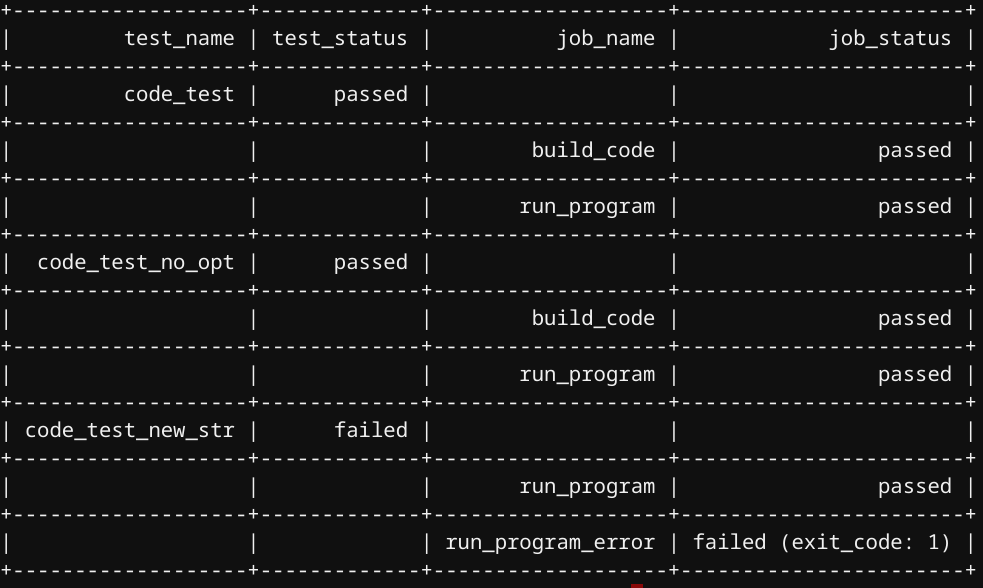 +-------------------+-------------+-------------------+-----------------------+
|         test_name | test_status |          job_name |            job_status |
+-------------------+-------------+-------------------+-----------------------+
|         code_test |      passed |                   |                       |
+-------------------+-------------+-------------------+-----------------------+
|                   |             |        build_code |                passed |
+-------------------+-------------+-------------------+-----------------------+
|                   |             |       run_program |                passed |
+-------------------+-------------+-------------------+-----------------------+
|  code_test_no_opt |      passed |                   |                       |
+-------------------+-------------+-------------------+-----------------------+
|                   |             |        build_code |                passed |
+-------------------+-------------+-------------------+-----------------------+
|                   |             |       run_program |                passed |
+-------------------+-------------+-------------------+-----------------------+
| code_test_new_str |      failed |                   |                       |
+-------------------+-------------+-------------------+-----------------------+
|                   |             |       run_program |                passed |
+-------------------+-------------+-------------------+-----------------------+
|                   |             | run_program_error | failed (exit_code: 1) |
+-------------------+-------------+-------------------+-----------------------+